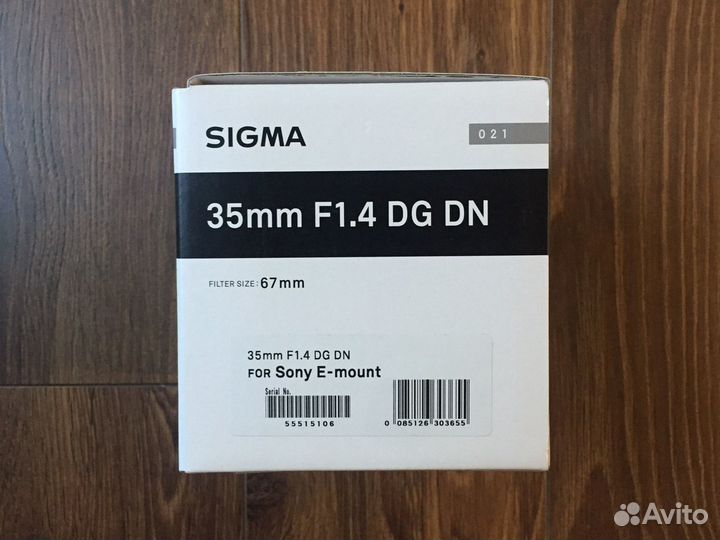 SIGMA
021
35mm F1.4 DG DN
FILTER SIZE: 67mm
35mm F1.4 DG DN
FOR Sony E-mount
Serial No.
55515106
0 085126 303655
Avito